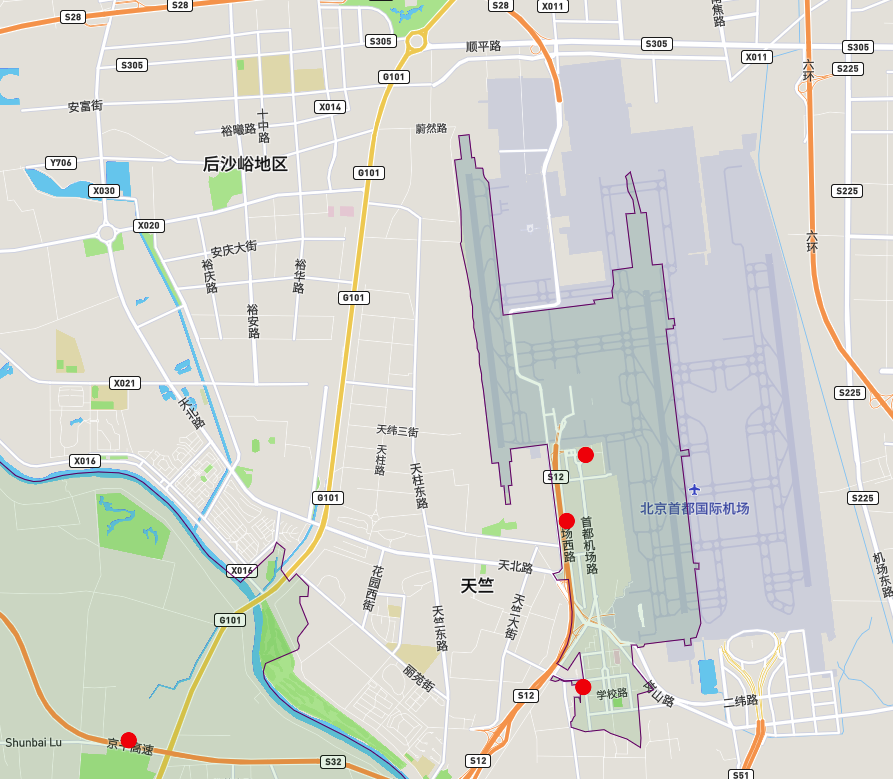 S28
S28
S28
X011
S305
顺平路
S305
S305
X011
S225
六环
S305
G101
安富街
X014
十中路
裕曦路
蔚然路
Y706
后沙峪地区
G101
X030
S225
X020
六环
安庆大街
裕庆路
裕华路
G101
裕安路
X021
S225
天北路
天纬三街
天柱路
X016
天柱东路
S12
G101
北京首都国际机场
S225
场西路
首都机场路
X016
天北路
机场东路
花园西街
天竺
G101
天竺大街
天竺东路
丽苑街
S12
学校路
岗山路
二纬路
Shunbai Lu
京平高速
S32
S12
S51